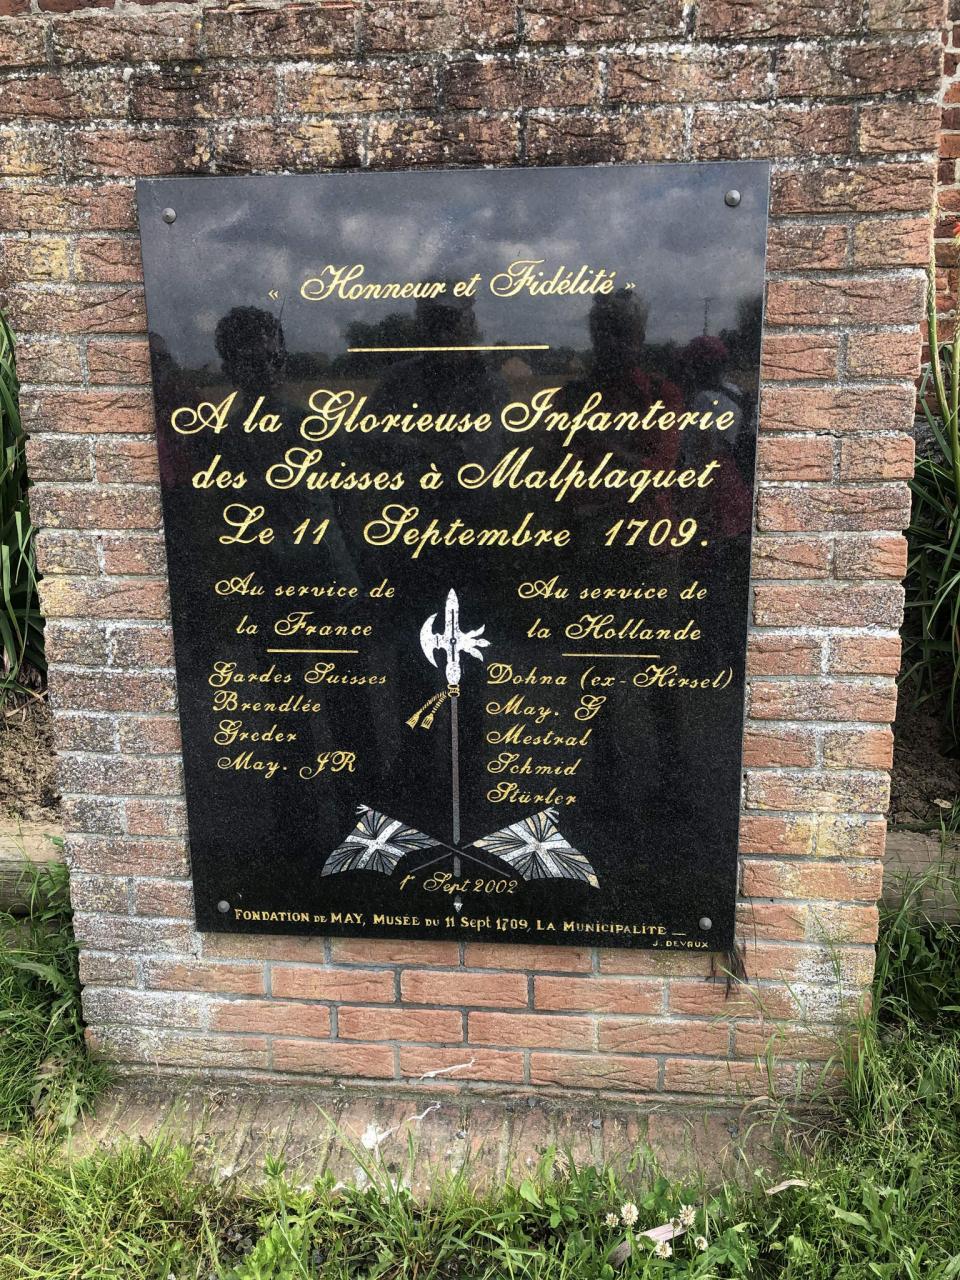 « Honneur et Fidélité »
A la Glorieuse Infanterie
des Suisses à Malplaquet
Le 11 Septembre 1709.
Au service de
la France
Gardes Suisses
Brendlée
Greder
May. JR
Au service de
la Hollande
Dohna (ex-Hirsel)
May. G
Mestral
Schmid
Stürler
1r Sept 2002
FONDATION DE MAY, MUSÉE DU 11 Sept 1709, LA MUNICIPALITÉ —
J. DEVAUX